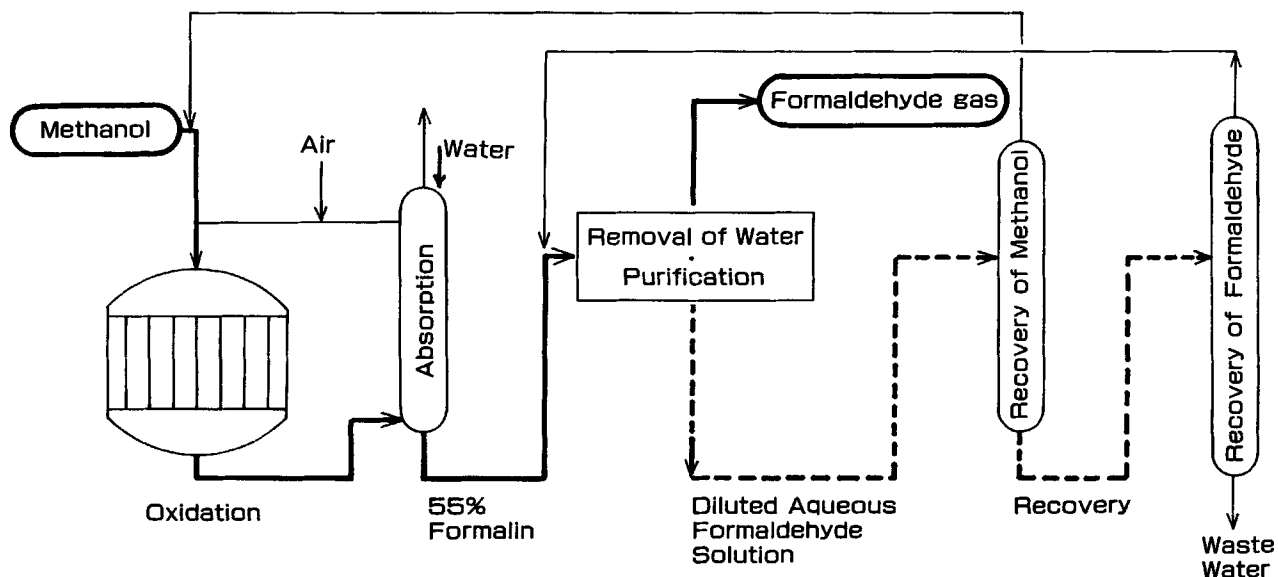 Formaldehyde gas
Methanol
Air
Water
Absorption
Removal of Water
Purification
Recovery of Methanol
Recovery of Formaldehyde
Oxidation
55%
Formalin
Diluted Aqueous
Formaldehyde
Solution
Recovery
Waste
Water